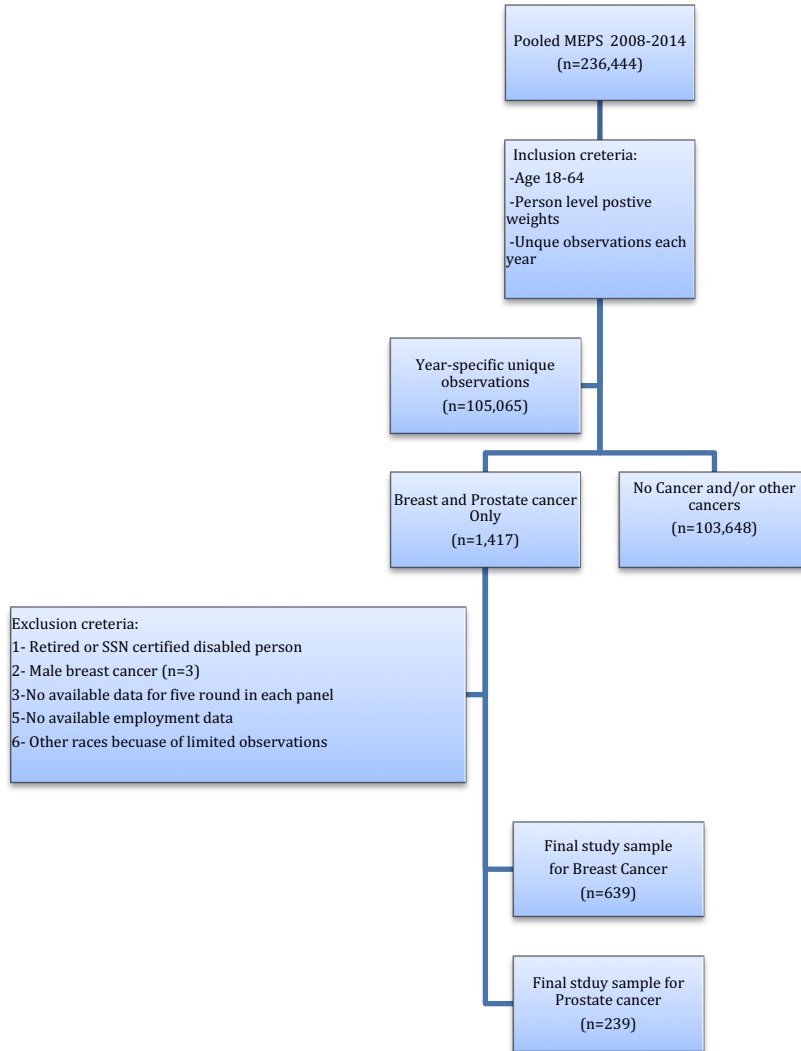 Pooled MEPS 2008-2014
(n=236,444)
Inclusion creteria:
-Age 18-64
-Person level postive
weights
-Unque observations each
year
Year-specific unique
observations
(n=105,065)
Breast and Prostate cancer
Only
(n=1,417)
No Cancer and/or other
cancers
(n=103,648)
Exclusion creteria:
1- Retired or SSN certified disabled person
2- Male breast cancer (n=3)
3-No available data for five round in each panel
5-No available employment data
6- Other races becuase of limited observations
Final study sample
for Breast Cancer
(n=639)
Final stduy sample for
Prostate cancer
(n=239)